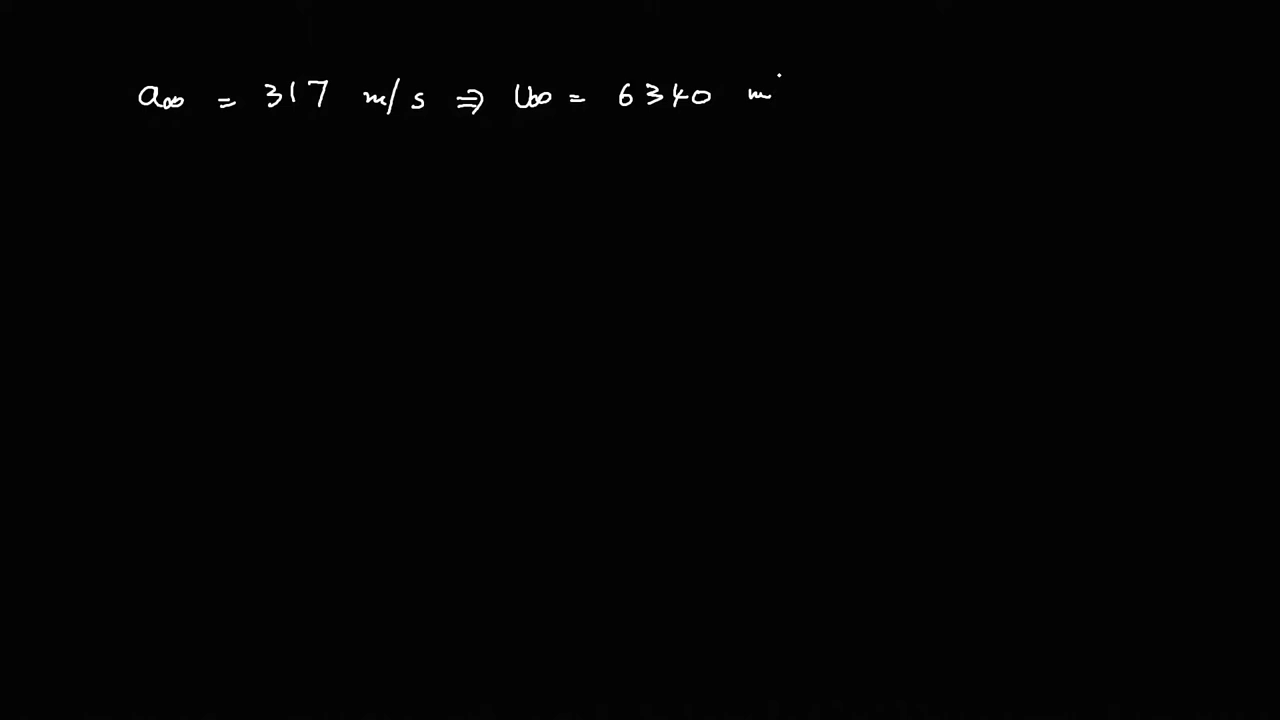 a∞ = 317 m/s ⇒ U∞ = 6340 m